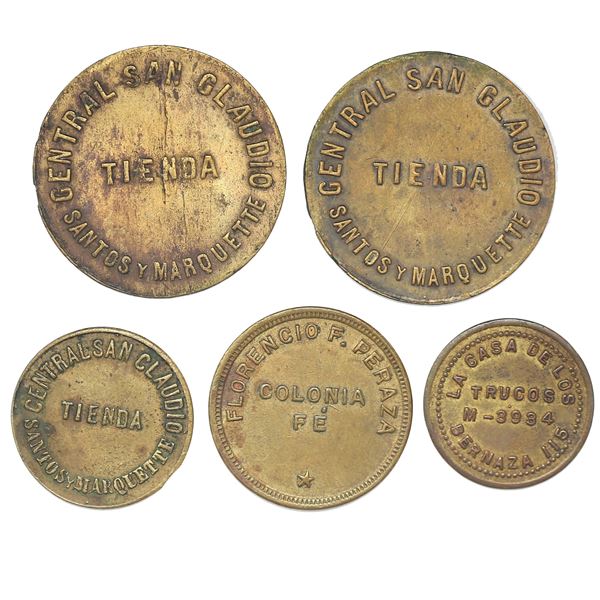 CENTRAL SAN CLAUDIO
TIENDA
SANTOS Y MARQUETTE
CENTRAL SAN CLAUDIO
TIENDA
SANTOS Y MARQUETTE
CENTRAL SAN CLAUDIO
TIENDA
SANTOS Y MARQUETTE
FLORENCIO F. PERAZA
COLONIA
FÉ
LA CASA DE LOS
TRUCOS
M-3934
BERNAZA 115